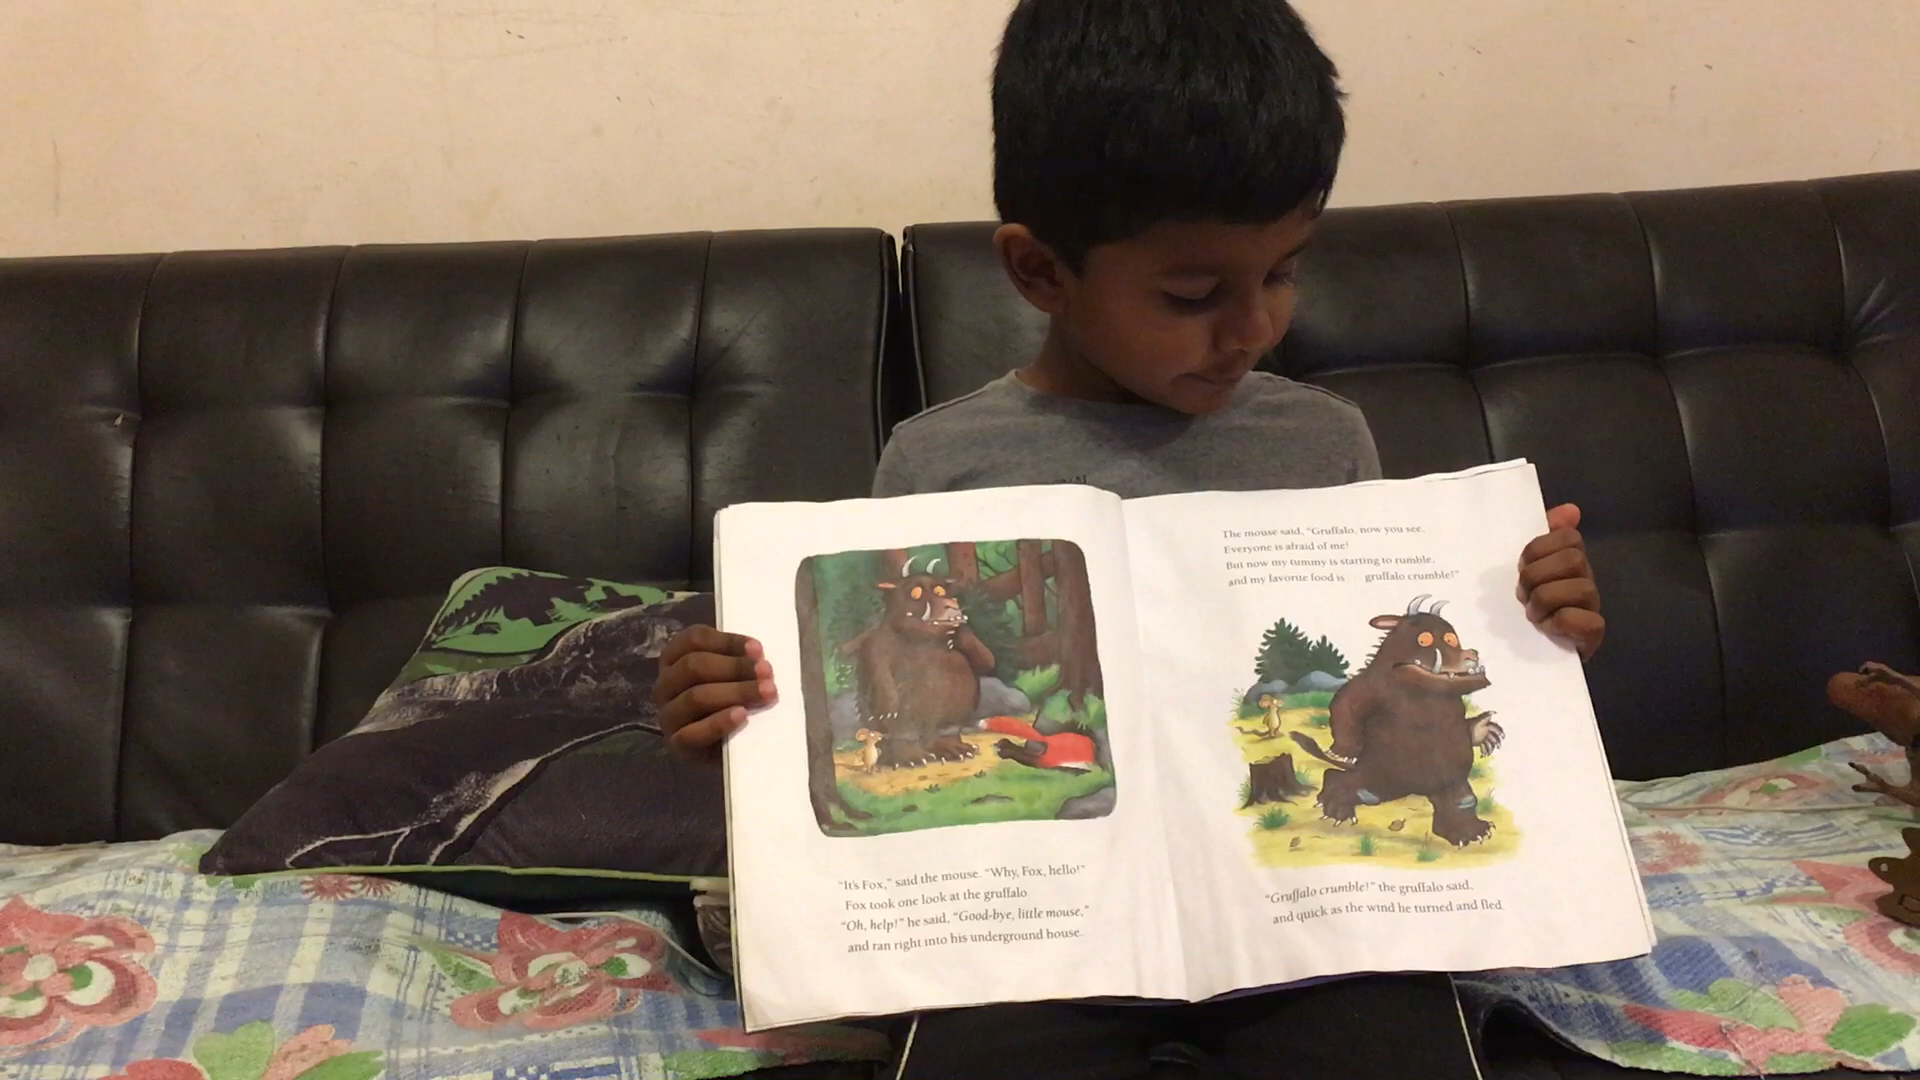 "It's Fox," said the mouse. "Why, Fox, hello!"
Fox took one look at the gruffalo.
"Oh, help!" he said, "Good-bye, little mouse,"
and ran right into his underground house.
The mouse said, "Gruffalo, now you see,
Everyone is afraid of me!
But now my tummy is starting to rumble,
and my favorite food is . . . gruffalo crumble!"
"Gruffalo crumble!" the gruffalo said,
and quick as the wind he turned and fled.